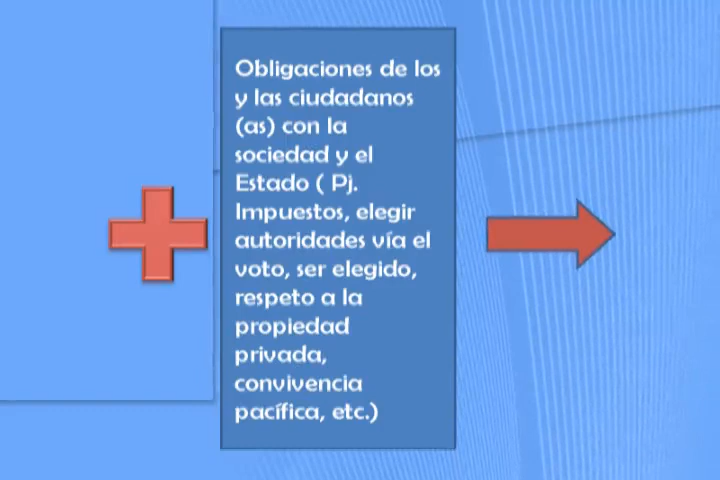 Obligaciones de los
y las ciudadanos
(as) con la
sociedad y el
Estado ( Pj.
Impuestos, elegir
autoridades vía el
voto, ser elegido,
respeto a la
propiedad
privada,
convivencia
pacífica, etc.)